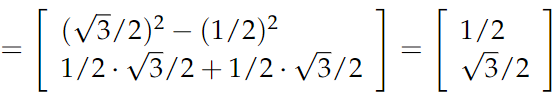 = [ (√3/2)² − (1/2)² ] = [ 1/2 ]
[ 1/2 · √3/2 + 1/2 · √3/2 ] [ √3/2 ]